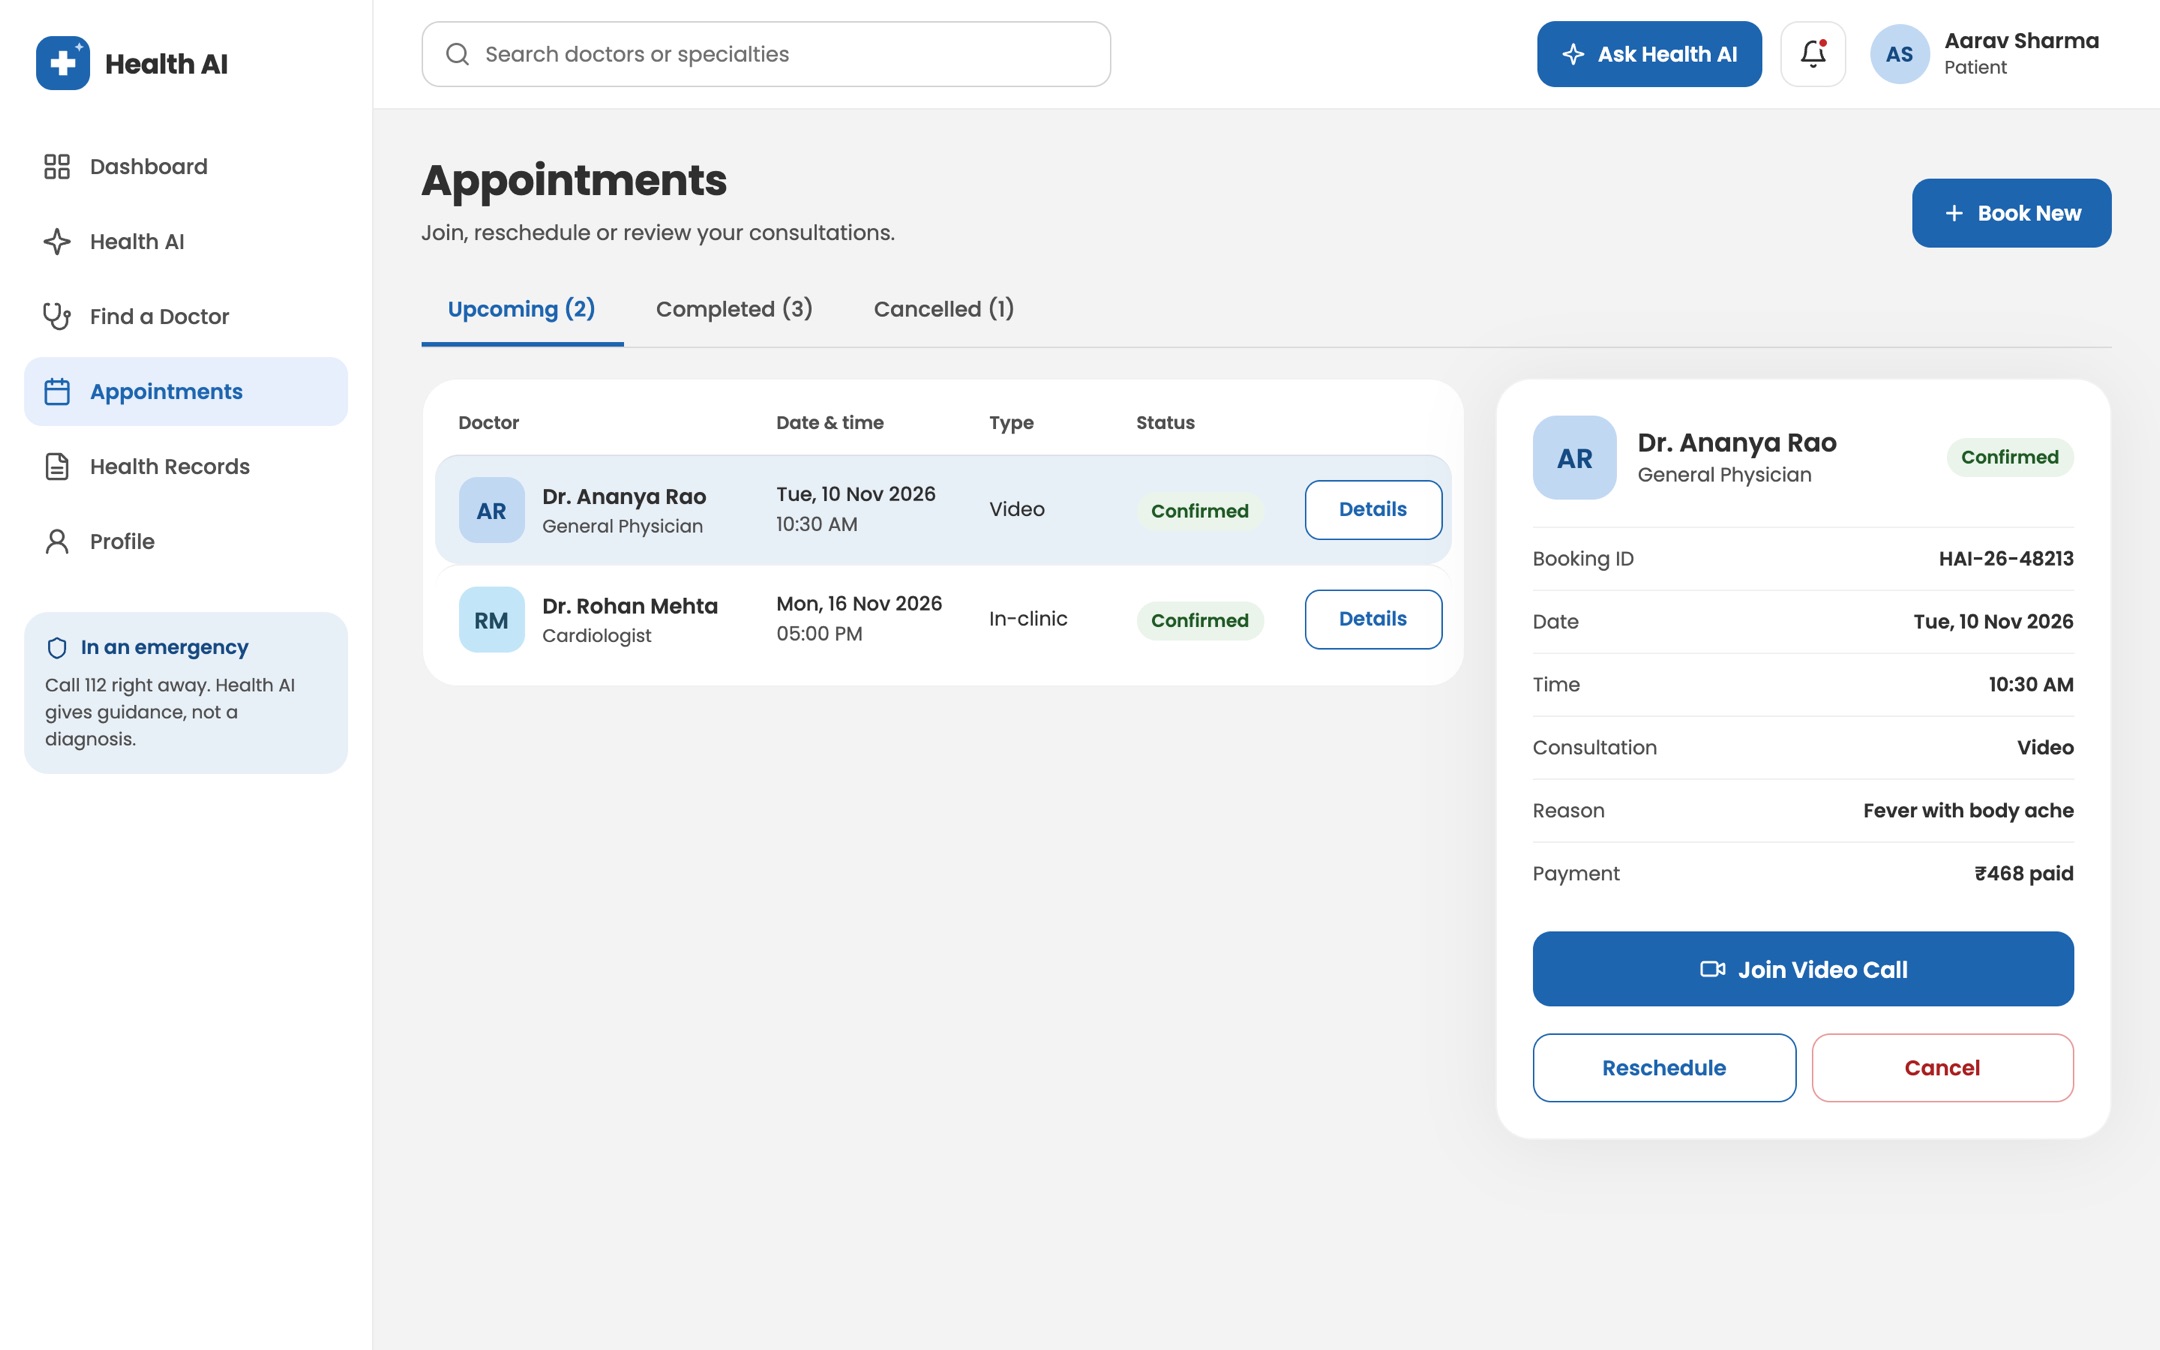 Health AI
Dashboard
Health AI
Find a Doctor
Appointments
Health Records
Profile
In an emergency
Call 112 right away. Health AI
gives guidance, not a
diagnosis.
Search doctors or specialties
Ask Health AI
AS
Aarav Sharma
Patient
Appointments
Join, reschedule or review your consultations.
Book New
Upcoming (2)
Completed (3)
Cancelled (1)
Doctor
Date & time
Type
Status
AR
Dr. Ananya Rao
General Physician
Tue, 10 Nov 2026
10:30 AM
Video
Confirmed
Details
RM
Dr. Rohan Mehta
Cardiologist
Mon, 16 Nov 2026
05:00 PM
In-clinic
Confirmed
Details
AR
Dr. Ananya Rao
General Physician
Confirmed
Booking ID HAI-26-48213
Date Tue, 10 Nov 2026
Time 10:30 AM
Consultation Video
Reason Fever with body ache
Payment ₹468 paid
Join Video Call
Reschedule
Cancel